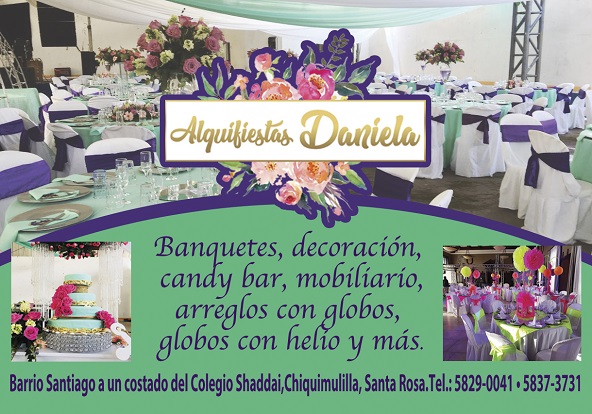 Alquifiestas Daniela
Banquetes, decoración,
candy bar, mobiliario,
arreglos con globos,
globos con helio y más.
Barrio Santiago a un costado del Colegio Shaddai,Chiquimulilla, Santa Rosa.Tel.: 5829-0041 • 5837-3731